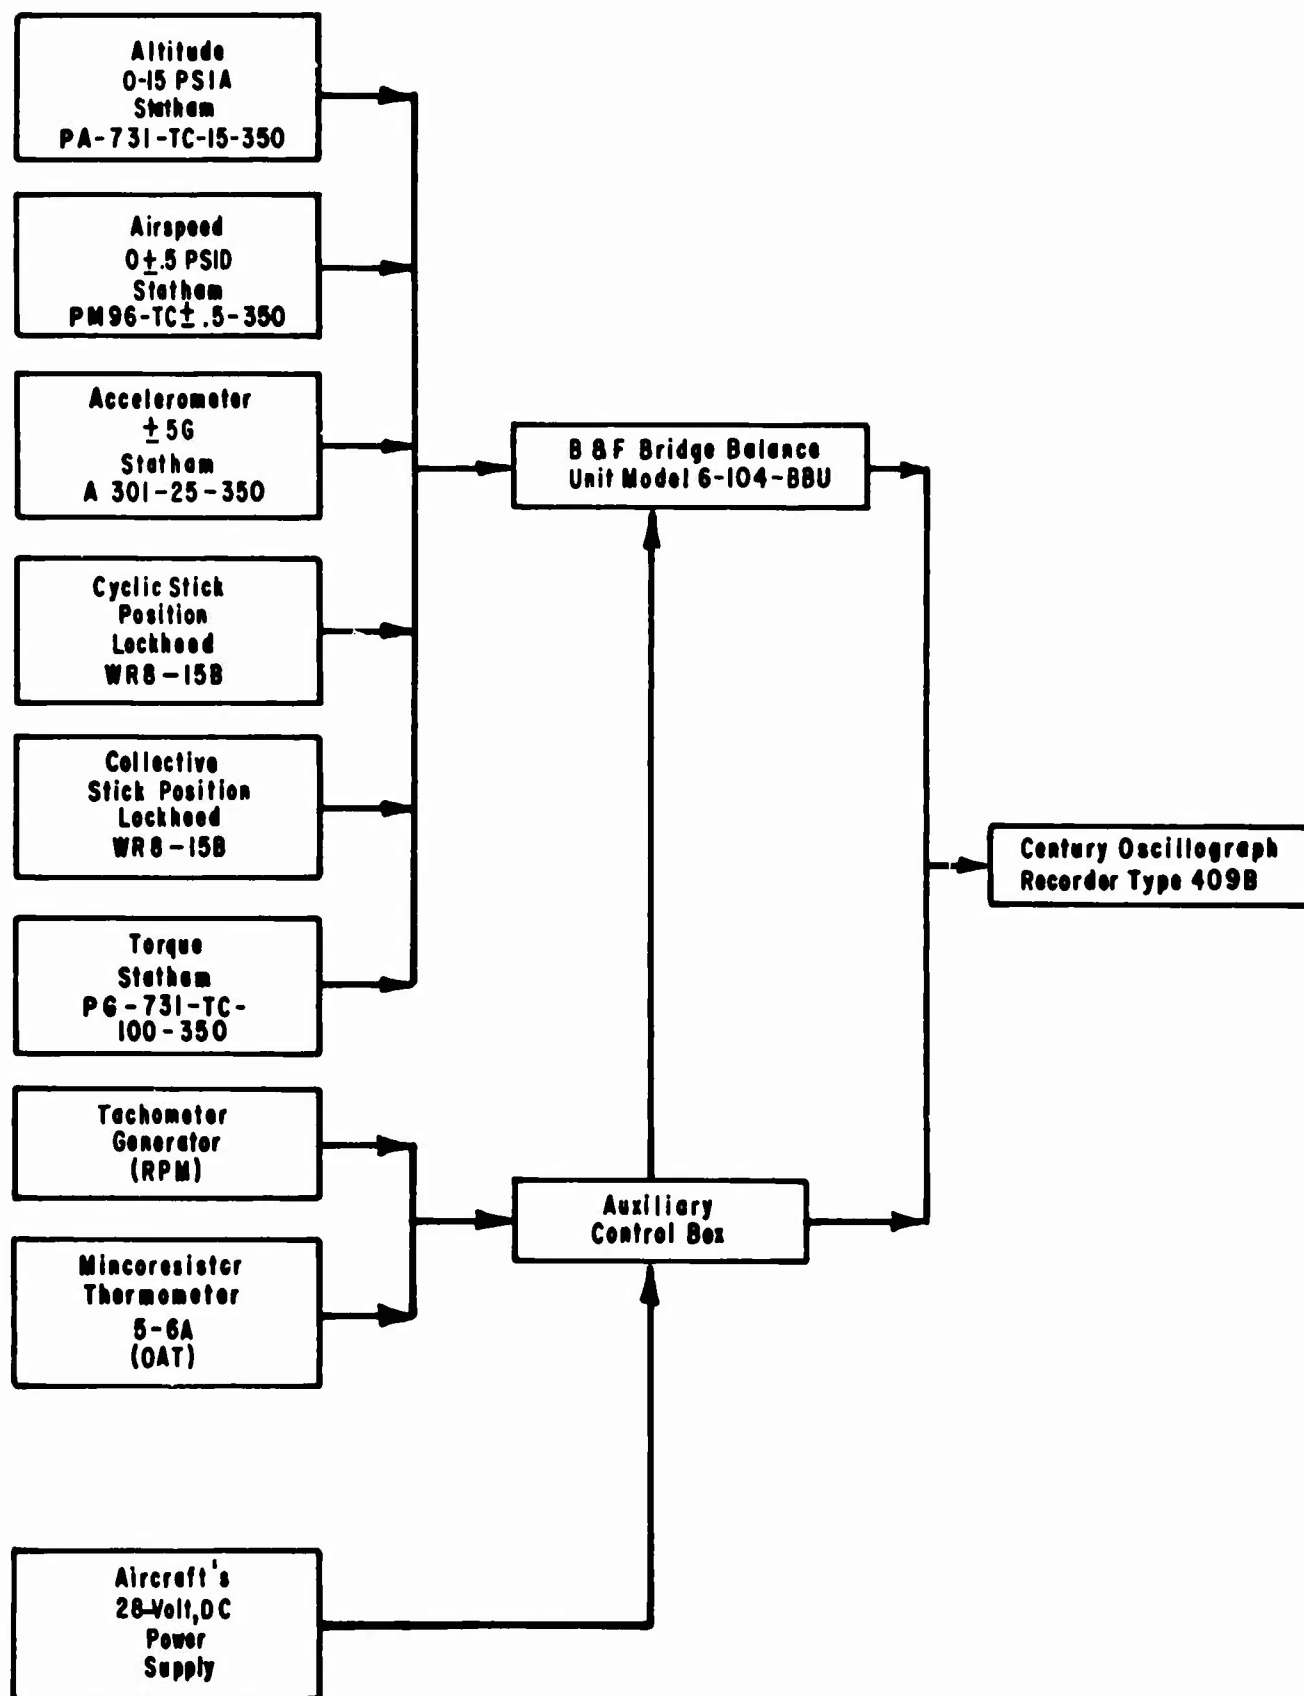 Altitude
0-15 PSIA
Statham
PA-731-TC-15-350
Airspeed
0±.5 PSID
Statham
PM96-TC±.5-350
Accelerometer
±5G
Statham
A 301-25-350
Cyclic Stick
Position
Lockheed
WR8-15B
Collective
Stick Position
Lockheed
WR8-15B
Torque
Statham
PG-731-TC-
100-350
Tachometer
Generator
(RPM)
Mincoresistor
Thermometer
5-6A
(OAT)
Aircraft's
28-Volt,DC
Power
Supply
B & F Bridge Balance
Unit Model 6-104-BBU
Auxiliary
Control Box
Century Oscillograph
Recorder Type 409B